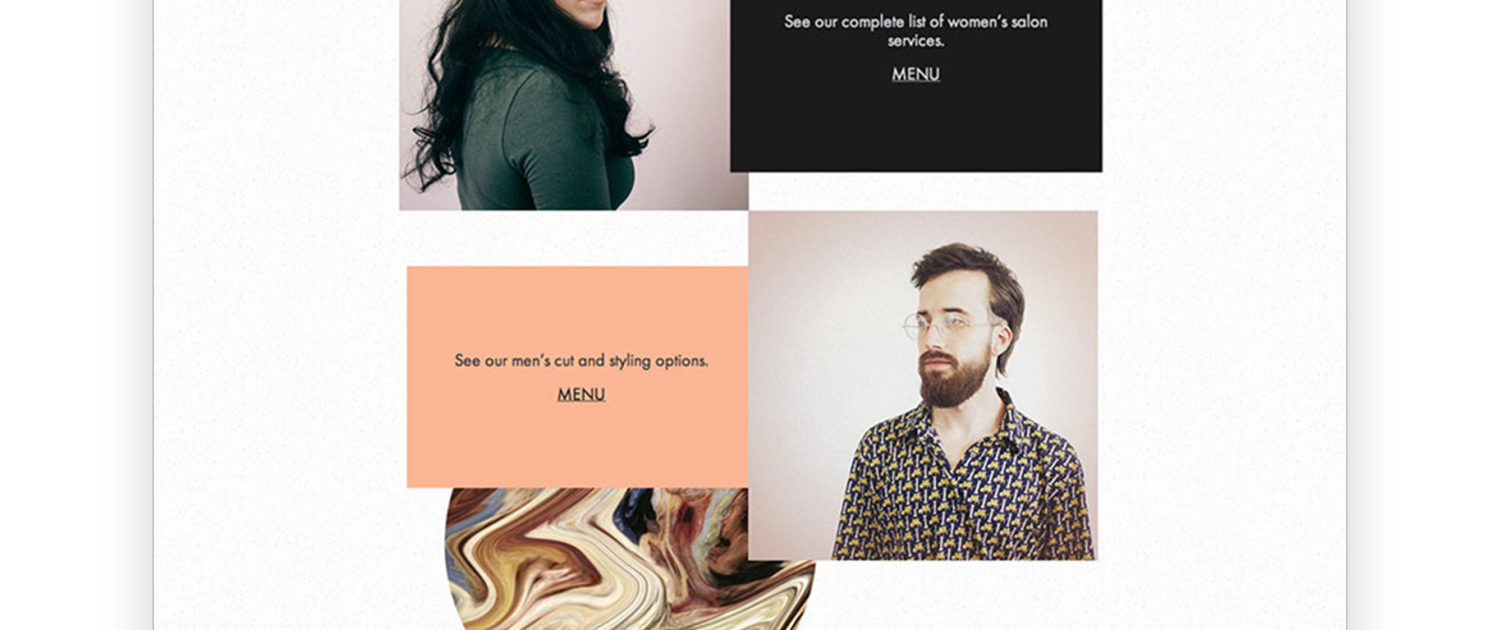 See our complete list of women’s salon
services.
MENU
See our men’s cut and styling options.
MENU